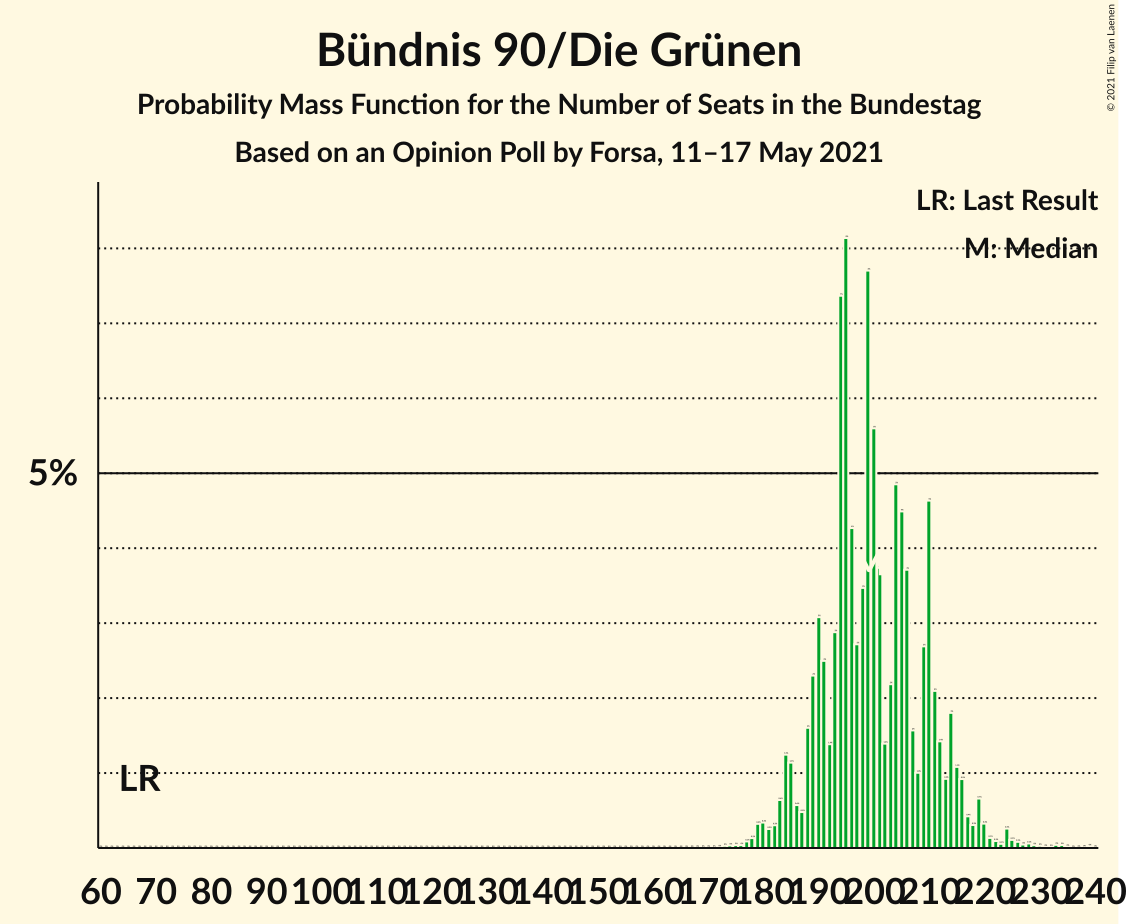 Bündnis 90/Die Grünen
Probability Mass Function for the Number of Seats in the Bundestag
Based on an Opinion Poll by Forsa, 11–17 May 2021
© 2021 Filip van Laenen
LR: Last Result
M: Median
5%
LR
60 70 80 90 100 110 120 130 140 150 160 170 180 190 200 210 220 230 240